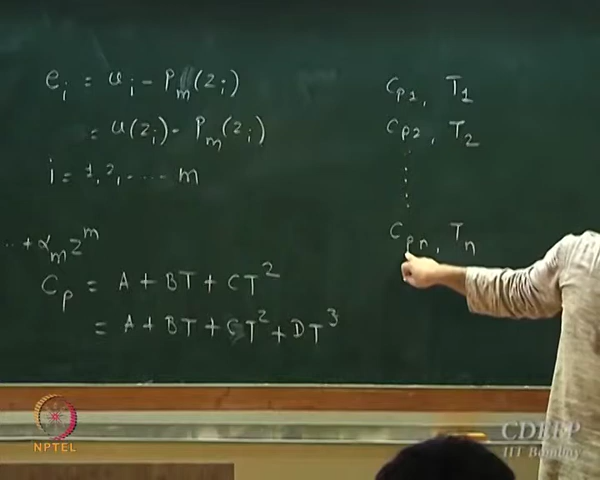 e_i = u_i - P_m(z_i)
= u(z_i) - P_m(z_i)
i = 1, 2, ---- m
.. + α_m z^m
C_p = A + BT + CT^2
= A + BT + CT^2 + DT^3
C_p1, T_1
C_p2, T_2
C_pn, T_n
NPTEL
CDEEP
IIT Bombay